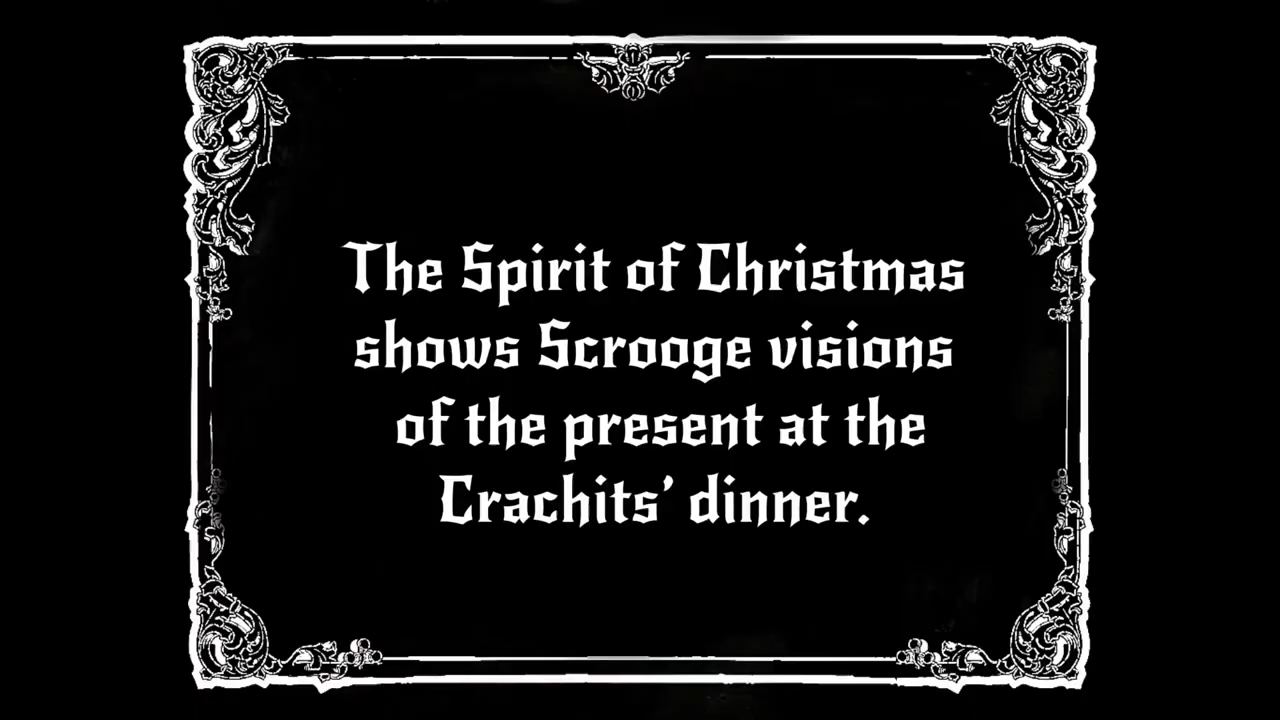 The Spirit of Christmas
shows Scrooge visions
of the present at the
Crachits’ dinner.